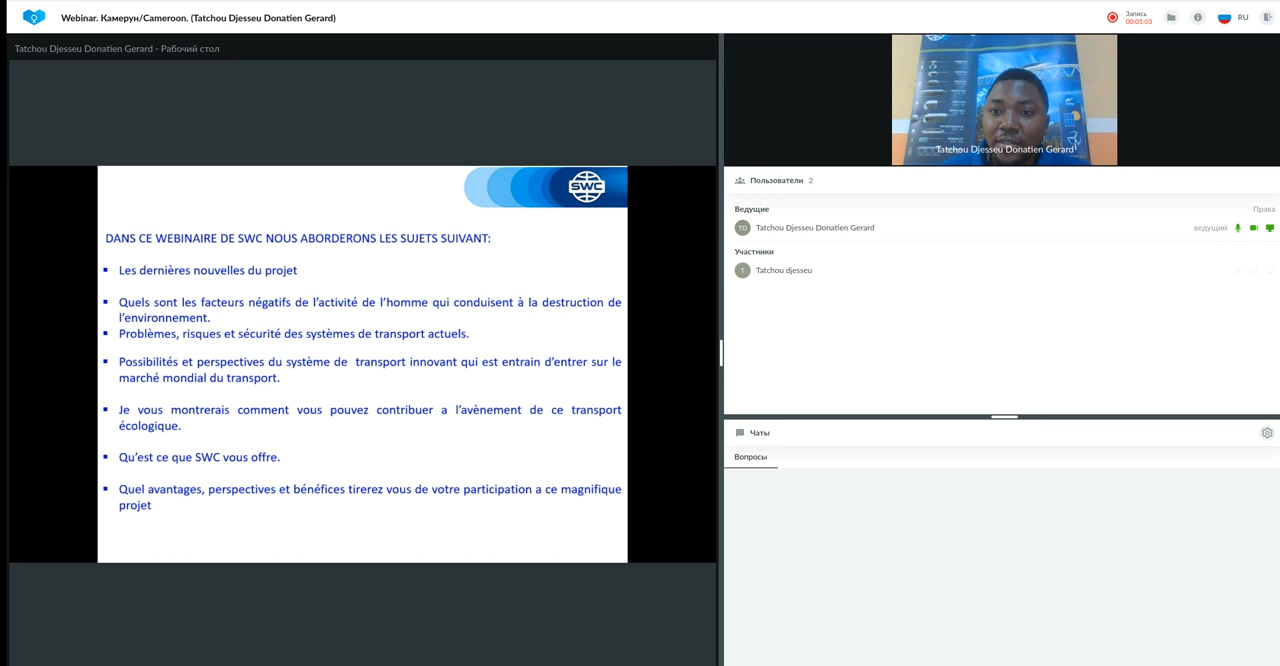 Webinar. Камерун/Cameroon. (Tatchou Djesseu Donatien Gerard)
Запись
00:05:03
RU
Tatchou Djesseu Donatien Gerard - Рабочий стол
SWC
DANS CE WEBINAIRE DE SWC NOUS ABORDERONS LES SUJETS SUIVANT:
▪ Les dernières nouvelles du projet
▪ Quels sont les facteurs négatifs de l’activité de l’homme qui conduisent à la destruction de
l’environnement.
▪ Problèmes, risques et sécurité des systèmes de transport actuels.
▪ Possibilités et perspectives du système de transport innovant qui est entrain d’entrer sur le
marché mondial du transport.
▪ Je vous montrerais comment vous pouvez contribuer a l’avènement de ce transport
écologique.
▪ Qu’est ce que SWC vous offre.
▪ Quel avantages, perspectives et bénéfices tirerez vous de votre participation a ce magnifique
projet
Tatchou Djesseu Donatien Gerard
Пользователи 2
Ведущие Права
TD Tatchou Djesseu Donatien Gerard ведущий
Участники
T Tatchou djesseu
Чаты
Вопросы